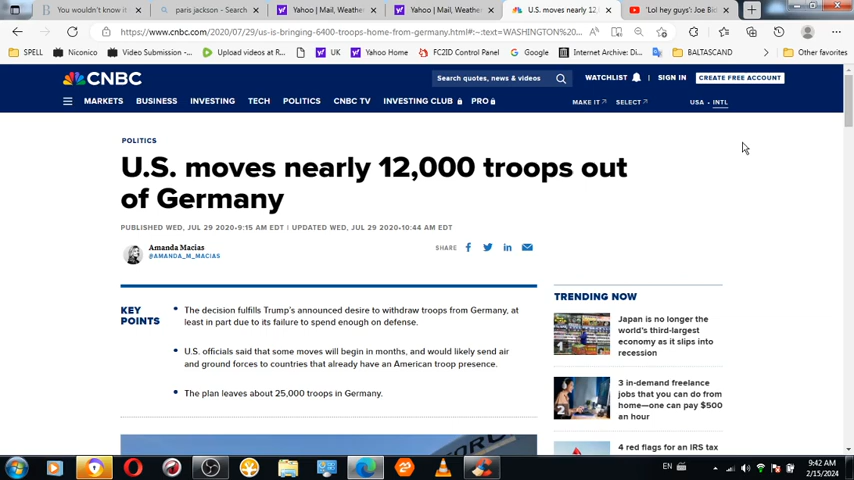 You wouldn't know it
paris jackson - Search
Yahoo | Mail, Weather
Yahoo | Mail, Weather
U.S. moves nearly 12,
'Lol hey guys': Joe Bid
https://www.cnbc.com/2020/07/29/us-is-bringing-6400-troops-home-from-germany.html#:~:text=WASHINGTON%20...
SPELL
Niconico
Video Submission -...
Upload videos at R...
UK
Yahoo Home
FC2ID Control Panel
Google
Internet Archive: Di...
BALTASCAND
Other favorites
CNBC
Search quotes, news & videos
WATCHLIST
SIGN IN
CREATE FREE ACCOUNT
MARKETS BUSINESS INVESTING TECH POLITICS CNBC TV INVESTING CLUB PRO
MAKE IT SELECT
USA • INTL
POLITICS
U.S. moves nearly 12,000 troops out
of Germany
PUBLISHED WED, JUL 29 2020•9:15 AM EDT | UPDATED WED, JUL 29 2020•10:44 AM EDT
Amanda Macias
@AMANDA_M_MACIAS
SHARE
KEY
POINTS
The decision fulfills Trump's announced desire to withdraw troops from Germany, at
least in part due to its failure to spend enough on defense.
U.S. officials said that some moves will begin in months, and would likely send air
and ground forces to countries that already have an American troop presence.
The plan leaves about 25,000 troops in Germany.
TRENDING NOW
1
Japan is no longer the
world's third-largest
economy as it slips into
recession
2
3 in-demand freelance
jobs that you can do from
home—one can pay $500
an hour
4 red flags for an IRS tax
EN
9:42 AM
2/15/2024